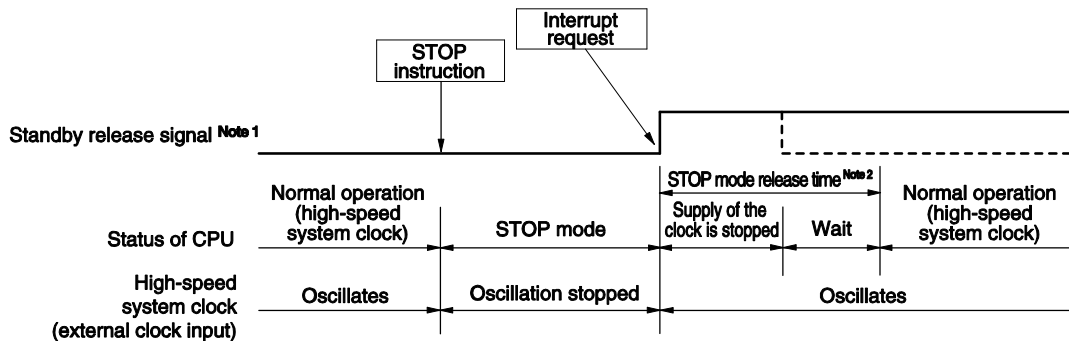 Interrupt
request
STOP
instruction
Standby release signal Note 1
STOP mode release time Note 2
Normal operation
(high-speed
system clock)
Supply of the
clock is stopped
Wait
Normal operation
(high-speed
system clock)
Status of CPU
STOP mode
High-speed
system clock
(external clock input)
Oscillates
Oscillation stopped
Oscillates